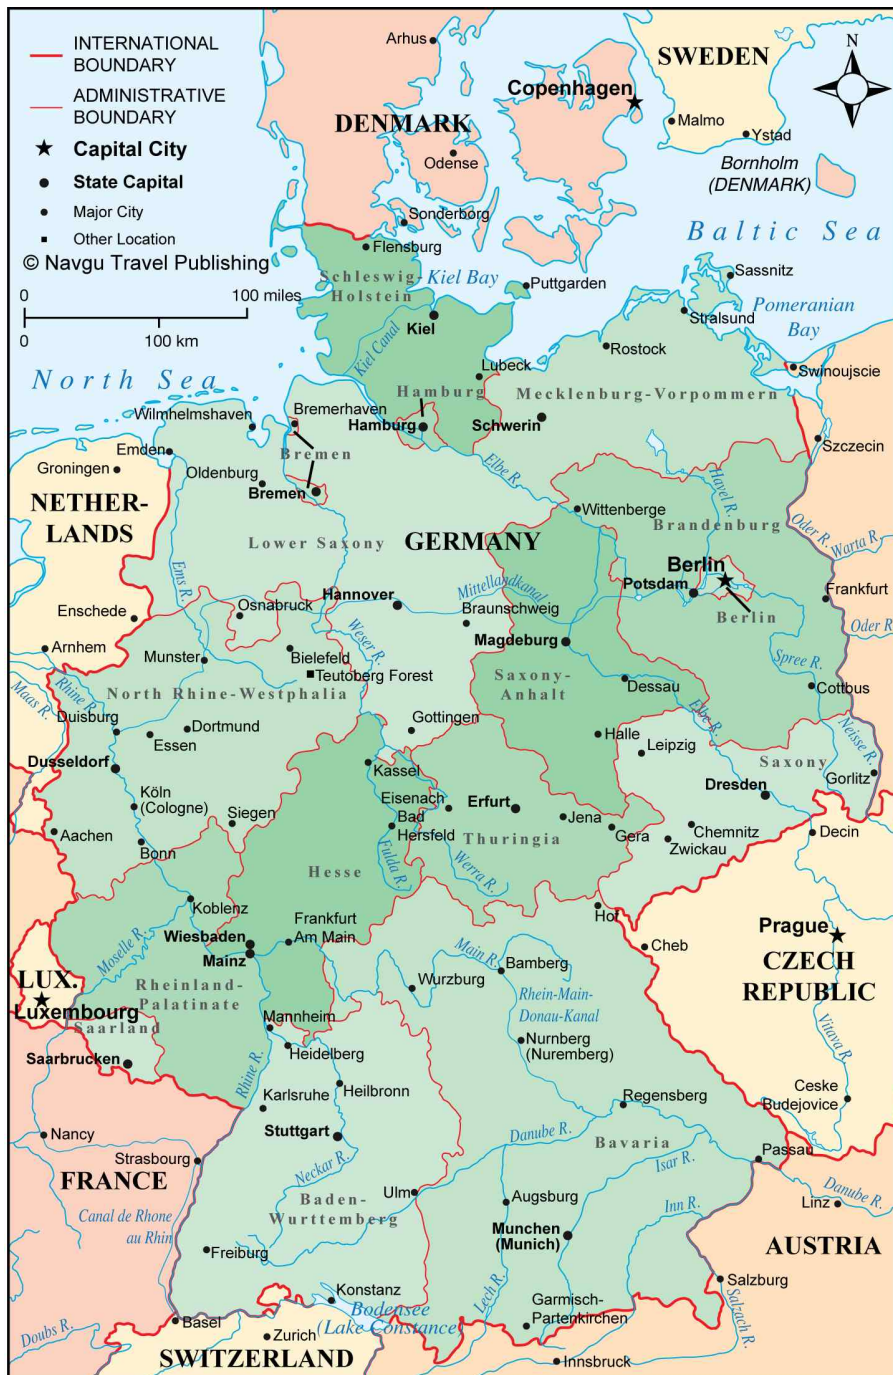 INTERNATIONAL
BOUNDARY
ADMINISTRATIVE
BOUNDARY
Capital City
State Capital
Major City
Other Location
© Navgu Travel Publishing
0
100 miles
0
100 km
N
Arhus
SWEDEN
Copenhagen
DENMARK
Malmo
Ystad
Odense
Bornholm
(DENMARK)
Sonderborg
Baltic Sea
Flensburg
Schleswig-
Holstein
Kiel Bay
Puttgarden
Sassnitz
Pomeranian
Bay
Stralsund
Kiel
Kiel Canal
Rostock
Lubeck
Swinoujscie
North Sea
Hamburg
Mecklenburg-Vorpommern
Wilmhelmshaven
Bremerhaven
Hamburg
Schwerin
Szczecin
Emden
Bremen
Groningen
Oldenburg
Elbe R.
Havel R.
Bremen
NETHER-
LANDS
Wittenberge
Brandenburg
Oder R.
Warta R.
Lower Saxony
GERMANY
Ems R.
Berlin
Potsdam
Hannover
Mittellandkanal
Frankfurt
Enschede
Osnabruck
Braunschweig
Berlin
Oder R.
Arnhem
Weser R.
Magdeburg
Munster
Bielefeld
Teutoberg Forest
Spree R.
Saxony-
Anhalt
Maas R.
Rhine R.
North Rhine-Westphalia
Dessau
Cottbus
Duisburg
Dortmund
Essen
Gottingen
Elbe R.
Neisse R.
Halle
Leipzig
Saxony
Dusseldorf
Kassel
Gorlitz
Dresden
Köln
(Cologne)
Eisenach
Erfurt
Siegen
Bad
Hersfeld
Jena
Gera
Chemnitz
Zwickau
Decin
Aachen
Thuringia
Bonn
Fulda R.
Werra R.
Hesse
Koblenz
Hof
Frankfurt
Am Main
Prague
Wiesbaden
Mainz
Moselle R.
Main R.
Bamberg
Cheb
CZECH
REPUBLIC
LUX.
Luxembourg
Rheinland-
Palatinate
Wurzburg
Rhein-Main-
Donau-Kanal
Saarland
Mannheim
Vitava R.
Heidelberg
Nurnberg
(Nuremberg)
Saarbrucken
Rhine R.
Heilbronn
Karlsruhe
Regensberg
Ceske
Budejovice
Nancy
Stuttgart
Danube R.
Bavaria
Strasbourg
Passau
FRANCE
Neckar R.
Isar R.
Baden-
Wurttemberg
Ulm
Augsburg
Danube R.
Linz
Canal de Rhone
au Rhin
Inn R.
Munchen
(Munich)
AUSTRIA
Freiburg
Lech R.
Salzburg
Konstanz
Bodensee
(Lake Constance)
Garmisch-
Partenkirchen
Salzach R.
Basel
Doubs R.
Zurich
SWITZERLAND
Innsbruck